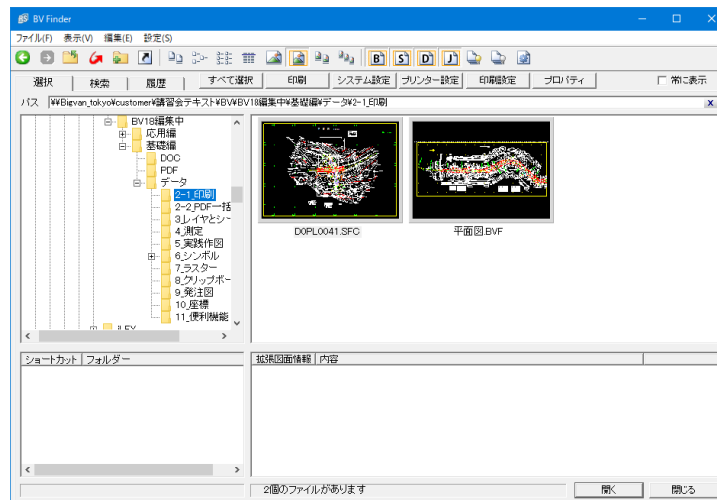 BV Finder
ファイル(F) 表示(V) 編集(E) 設定(S)
B S D J
選択 検索 履歴 すべて選択 印刷 システム設定 プリンター設定 印刷設定 プロパティ 常に表示
パス ¥¥Bigvan_tokyo¥customer¥講習会テキスト¥BV¥BV18編集中¥基礎編¥データ¥2-1_印刷
BV18編集中
応用編
基礎編
DOC
PDF
データ
2-1_印刷
2-2_PDF一括
3_レイヤとシー
4_測定
5_実践作図
6_シンボル
7_ラスター
8_クリップボー
9_発注図
10_座標
11_便利機能
D0PL0041.SFC
平面図.BVF
ショートカット フォルダー
拡張図面情報 内容
2個のファイルがあります
開く 閉じる